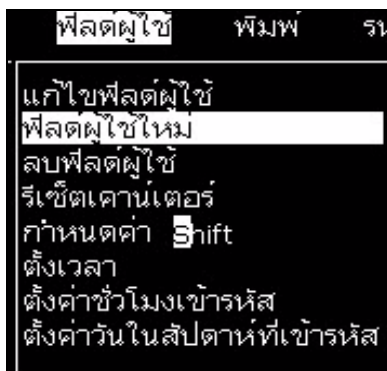 ฟิลด์ผู้ใช้ พิมพ์
แก้ไขฟิลด์ผู้ใช้
ฟิลด์ผู้ใช้ใหม่
ลบฟิลด์ผู้ใช้
รีเซ็ตเคาน์เตอร์
กำหนดค่า Shift
ตั้งเวลา
ตั้งค่าชั่วโมงเข้ารหัส
ตั้งค่าวันในสัปดาห์ที่เข้ารหัส